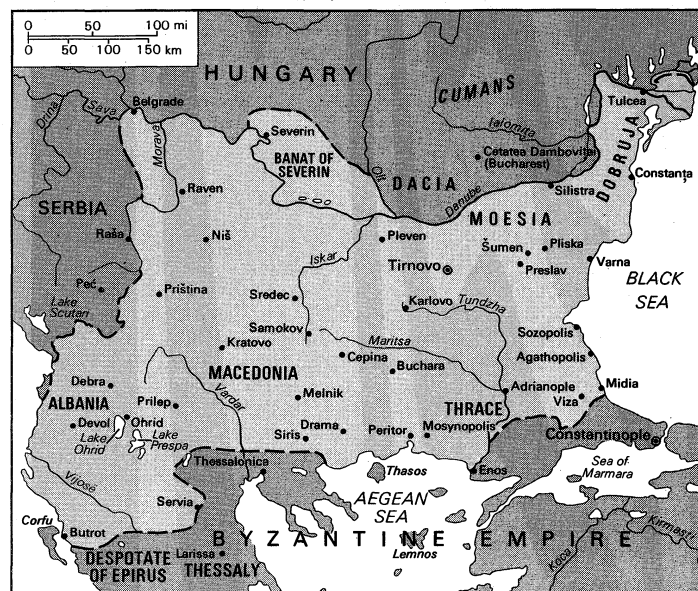 0 50 100 mi
0 50 100 150 km
HUNGARY
CUMANS
Drina
Sava
Belgrade
Tulcea
Morava
Severin
Ialomita
BANAT OF
SEVERIN
Cetatea Dambovitei
(Bucharest)
Olt
DOBRUJA
Constanţa
Raven
DACIA
Danube
Silistra
SERBIA
MOESIA
Raša
Niš
Pleven
Šumen
Pliska
Iskar
Tirnovo
Preslav
Varna
BLACK
SEA
Peć
Priština
Sredec
Lake
Scutari
Karlovo
Tundzha
Samokov
Sozopolis
Kratovo
Maritsa
Cepina
Agathopolis
Buchara
MACEDONIA
Debra
Adrianople
Midia
ALBANIA
Prilep
Vardar
Melnik
Viza
THRACE
Devol
Ohrid
Lake
Ohrid
Lake
Prespa
Drama
Siris
Peritor
Mosynopolis
Constantinople
Thessalonica
Thasos
Enos
Sea of
Marmara
Vijosë
Servia
AEGEAN
SEA
Corfu
Butrot
BYZANTINE EMPIRE
Kirmasti
DESPOTATE
OF EPIRUS
Larissa
THESSALY
Lemnos
Koca